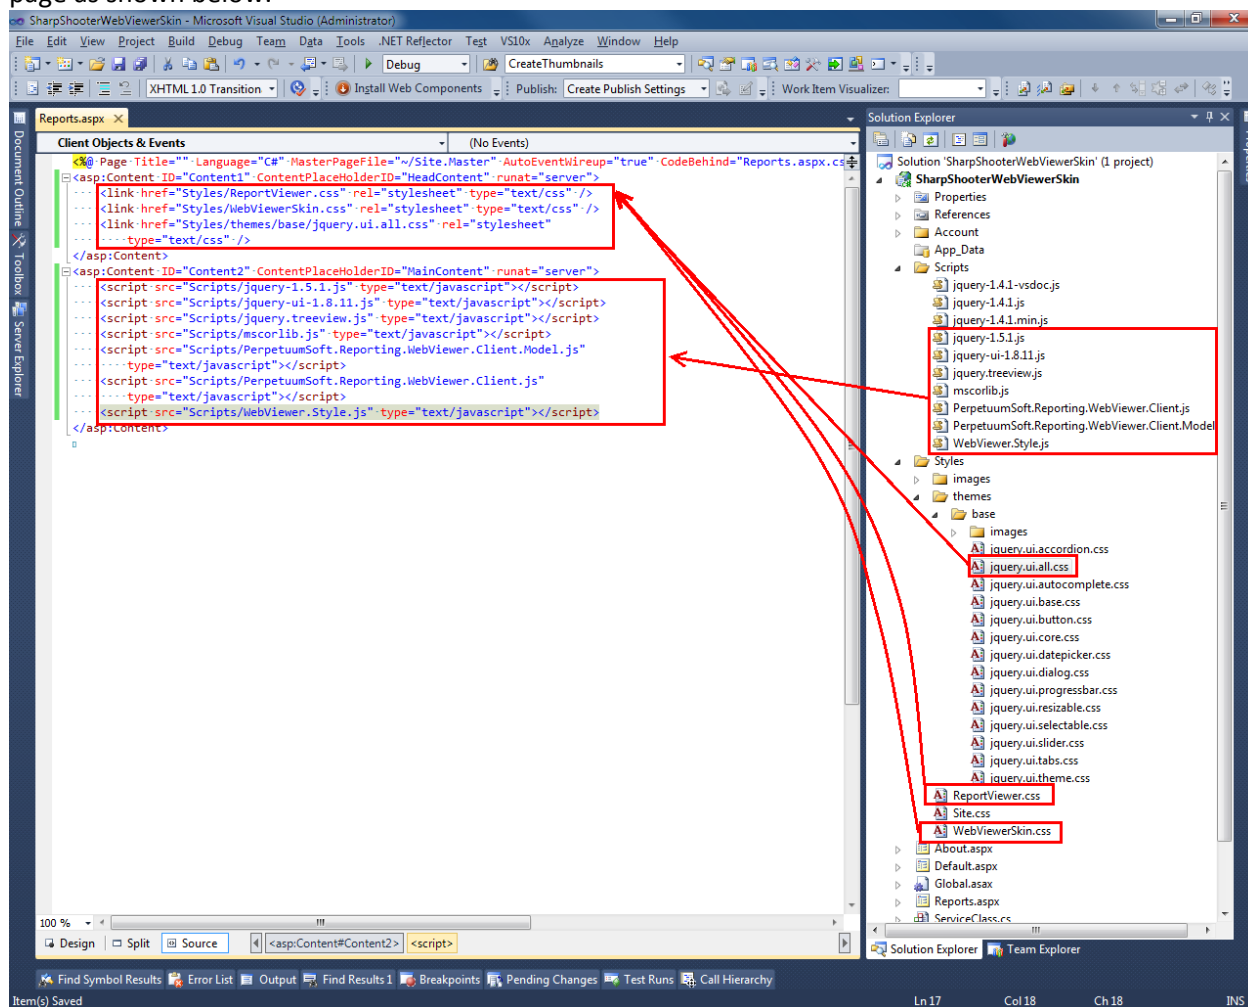 page as shown below.
SharpShooterWebViewerSkin - Microsoft Visual Studio (Administrator)
File Edit View Project Build Debug Team Data Tools .NET Reflector Test VS10x Analyze Window Help
Debug CreateThumbnails
XHTML 1.0 Transition Install Web Components Publish: Create Publish Settings Work Item Visualizer:
Document Outline
Toolbox
Server Explorer
Reports.aspx
Client Objects & Events (No Events)
<%@ Page Title="" Language="C#" MasterPageFile="~/Site.Master" AutoEventWireup="true" CodeBehind="Reports.aspx.cs
<asp:Content ID="Content1" ContentPlaceHolderID="HeadContent" runat="server">
<link href="Styles/ReportViewer.css" rel="stylesheet" type="text/css" />
<link href="Styles/WebViewerSkin.css" rel="stylesheet" type="text/css" />
<link href="Styles/themes/base/jquery.ui.all.css" rel="stylesheet"
type="text/css" />
</asp:Content>
<asp:Content ID="Content2" ContentPlaceHolderID="MainContent" runat="server">
<script src="Scripts/jquery-1.5.1.js" type="text/javascript"></script>
<script src="Scripts/jquery-ui-1.8.11.js" type="text/javascript"></script>
<script src="Scripts/jquery.treeview.js" type="text/javascript"></script>
<script src="Scripts/mscorlib.js" type="text/javascript"></script>
<script src="Scripts/PerpetuumSoft.Reporting.WebViewer.Client.Model.js"
type="text/javascript"></script>
<script src="Scripts/PerpetuumSoft.Reporting.WebViewer.Client.js"
type="text/javascript"></script>
<script src="Scripts/WebViewer.Style.js" type="text/javascript"></script>
</asp:Content>
100 %
Design Split Source <asp:Content#Content2> <script>
Solution Explorer
Solution 'SharpShooterWebViewerSkin' (1 project)
SharpShooterWebViewerSkin
Properties
References
Account
App_Data
Scripts
jquery-1.4.1-vsdoc.js
jquery-1.4.1.js
jquery-1.4.1.min.js
jquery-1.5.1.js
jquery-ui-1.8.11.js
jquery.treeview.js
mscorlib.js
PerpetuumSoft.Reporting.WebViewer.Client.js
PerpetuumSoft.Reporting.WebViewer.Client.Model
WebViewer.Style.js
Styles
images
themes
base
images
jquery.ui.accordion.css
jquery.ui.all.css
jquery.ui.autocomplete.css
jquery.ui.base.css
jquery.ui.button.css
jquery.ui.core.css
jquery.ui.datepicker.css
jquery.ui.dialog.css
jquery.ui.progressbar.css
jquery.ui.resizable.css
jquery.ui.selectable.css
jquery.ui.slider.css
jquery.ui.tabs.css
jquery.ui.theme.css
ReportViewer.css
Site.css
WebViewerSkin.css
About.aspx
Default.aspx
Global.asax
Reports.aspx
ServiceClass.cs
Solution Explorer Team Explorer
Find Symbol Results Error List Output Find Results 1 Breakpoints Pending Changes Test Runs Call Hierarchy
Item(s) Saved Ln 17 Col 18 Ch 18 INS